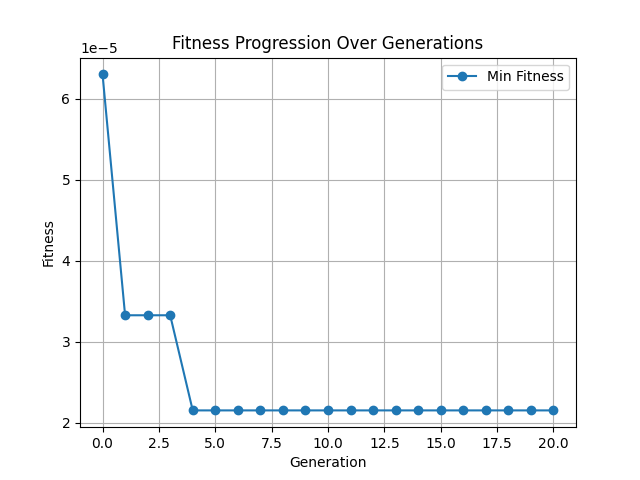 Fitness Progression Over Generations
1e−5
Min Fitness
6
5
4
3
2
Fitness
0.0 2.5 5.0 7.5 10.0 12.5 15.0 17.5 20.0
Generation